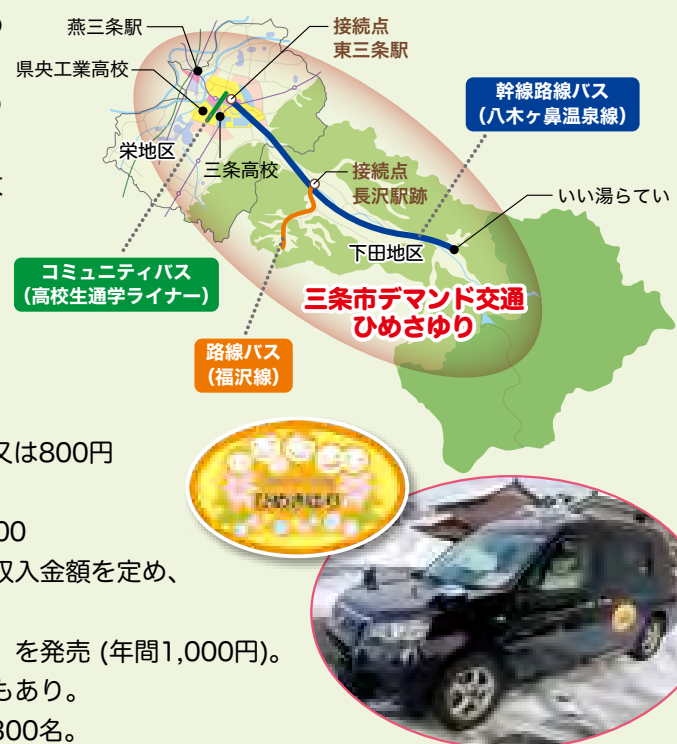 燕三条駅
接続点
東三条駅
県央工業高校
幹線路線バス
(八木ヶ鼻温泉線)
栄地区
三条高校
接続点
長沢駅跡
いい湯らてい
下田地区
コミュニティバス
(高校生通学ライナー)
三条市デマンド交通
ひめさゆり
路線バス
(福沢線)
又は800円
ひめさゆり
00
収入金額を定め、
を発売 (年間1,000円)。
もあり。
300名。